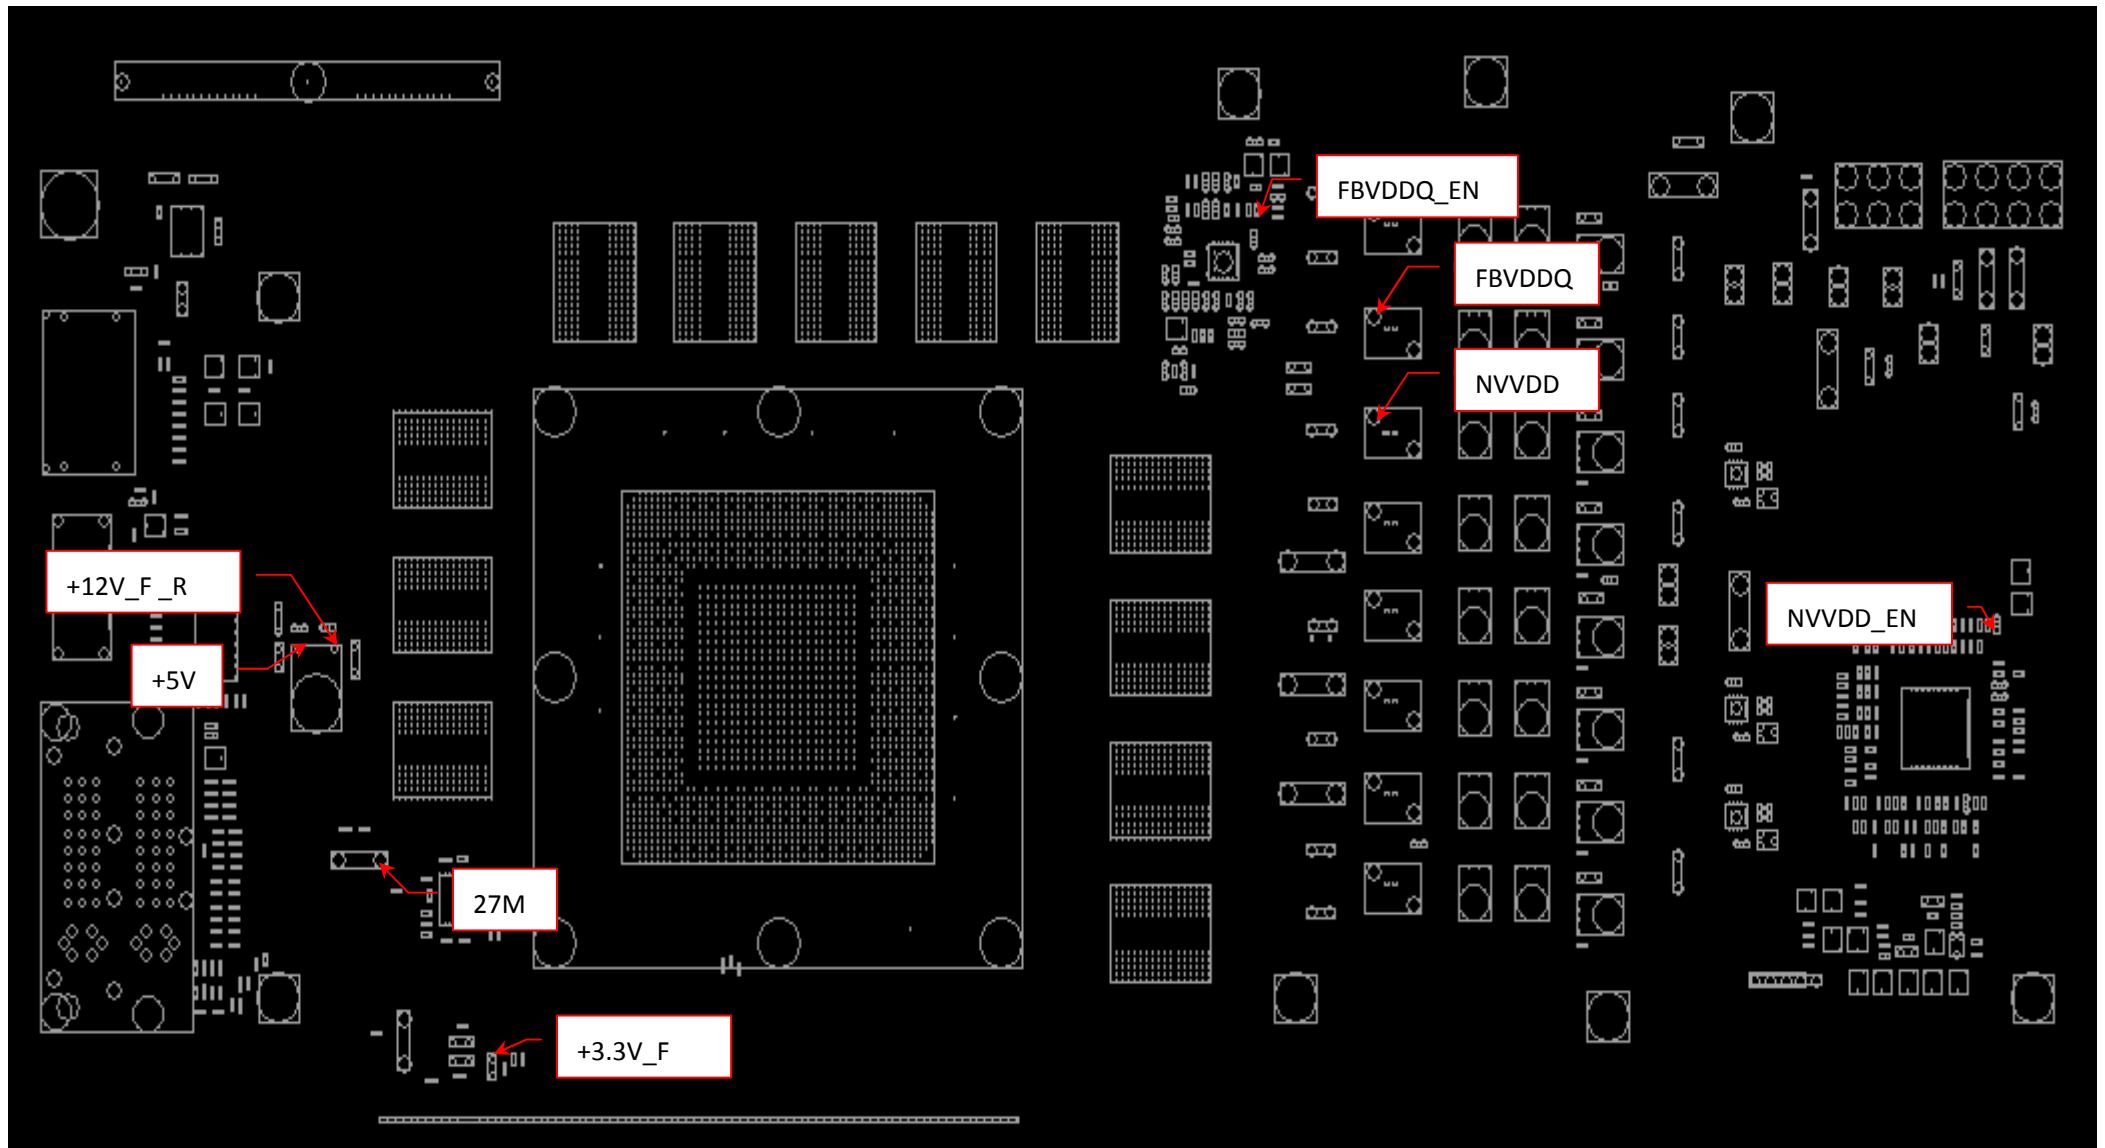 FBVDDQ_EN
FBVDDQ
NVVDD
+12V_F _R
NVVDD_EN
+5V
27M
+3.3V_F